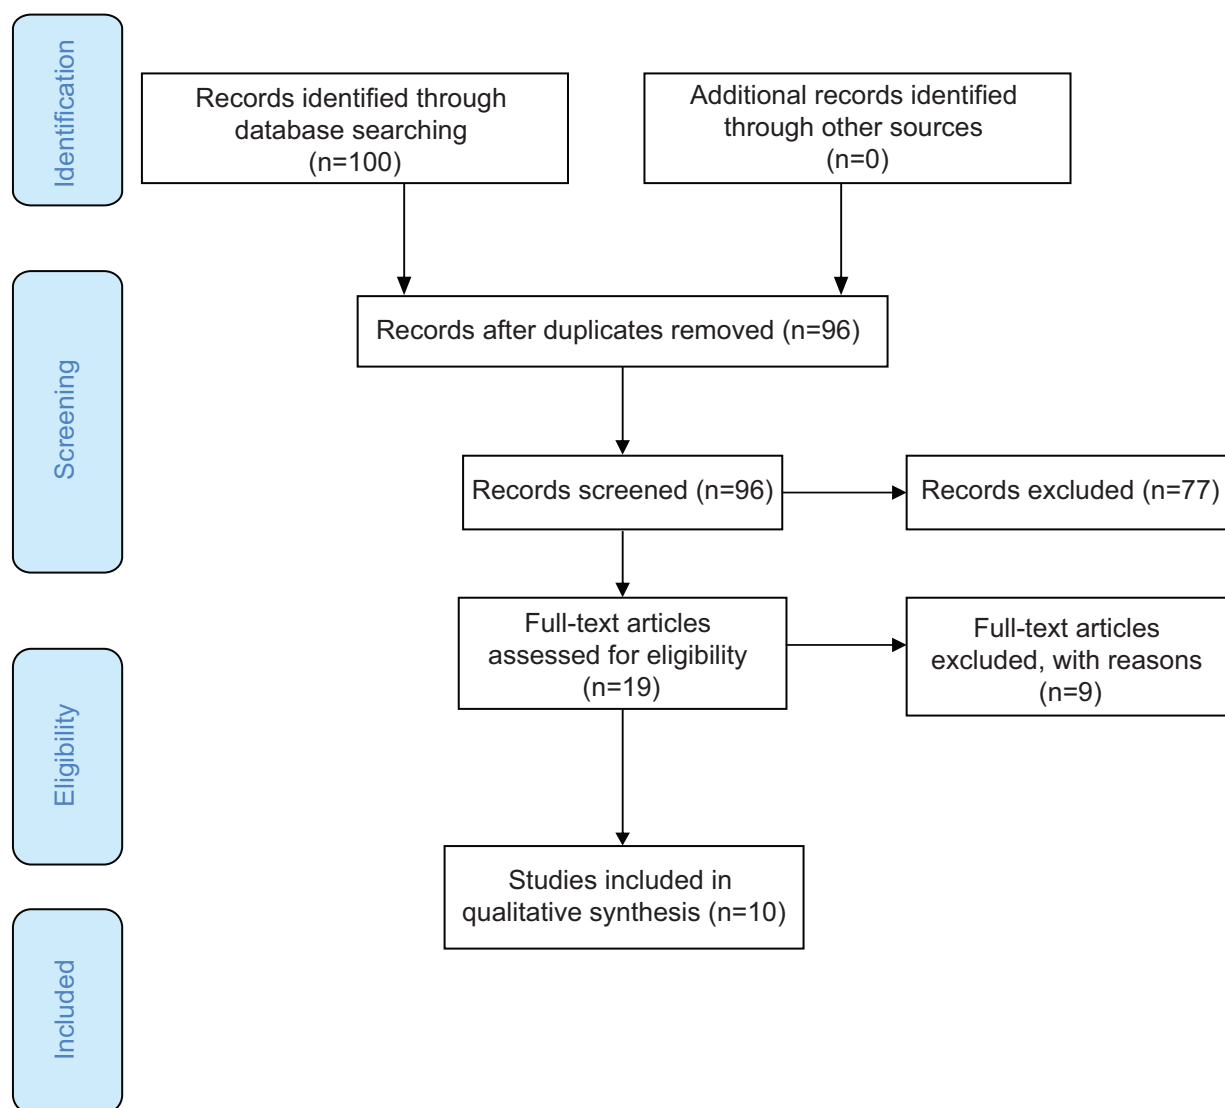 Identification
Records identified through
database searching
(n=100)
Additional records identified
through other sources
(n=0)
Screening
Records after duplicates removed (n=96)
Records screened (n=96)
Records excluded (n=77)
Eligibility
Full-text articles
assessed for eligibility
(n=19)
Full-text articles
excluded, with reasons
(n=9)
Included
Studies included in
qualitative synthesis (n=10)